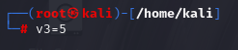 ┌──(root㉿kali)-[/home/kali]
└─# v3=5